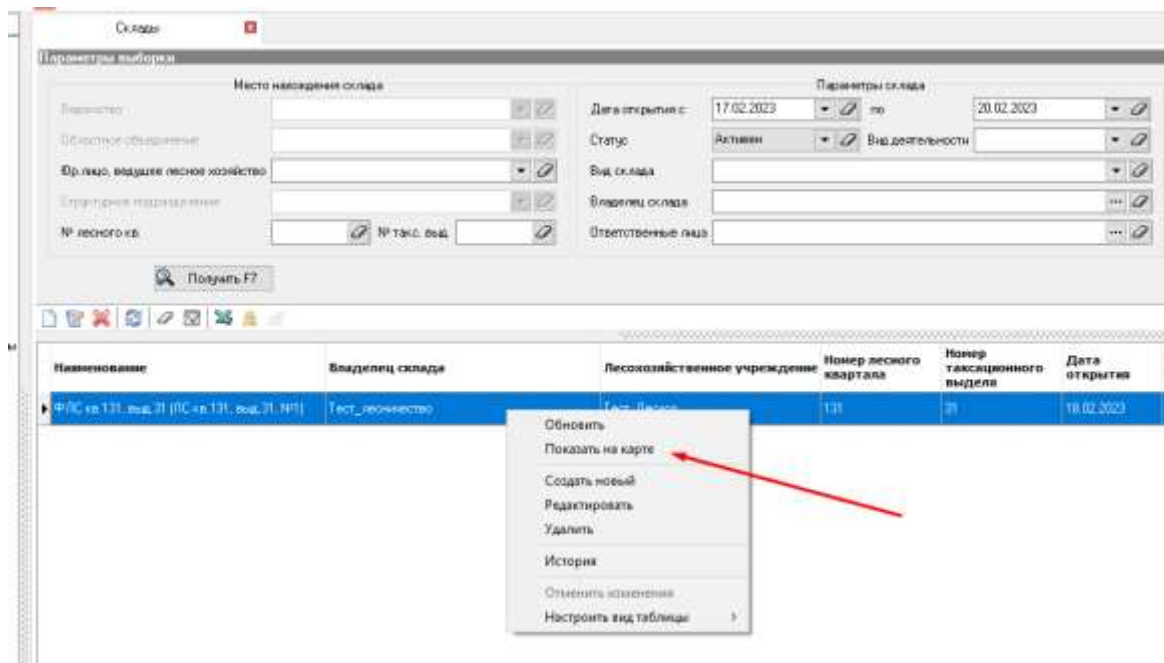 Склады
Параметры выборки
Место нахождения склада
Параметры склада
Ведомство
Дата открытия с 17.02.2023 по 20.02.2023
Областное объединение
Статус Активен Вид деятельности
Юр.лицо, ведущее лесное хозяйство
Вид склада
Структурное подразделение
Владелец склада
№ лесного кв. № такс. выд.
Ответственные лица
Получить F7
Наименование Владелец склада Лесохозяйственное учреждение Номер лесного квартала Номер таксационного выдела Дата открытия
ФЛС кв.131, выд.31 (ЛС кв.131, выд.31, №1) Тест_лесничество Тест_Лесхоз 131 31 18.02.2023
Обновить
Показать на карте
Создать новый
Редактировать
Удалить
История
Отменить изменения
Настроить вид таблицы